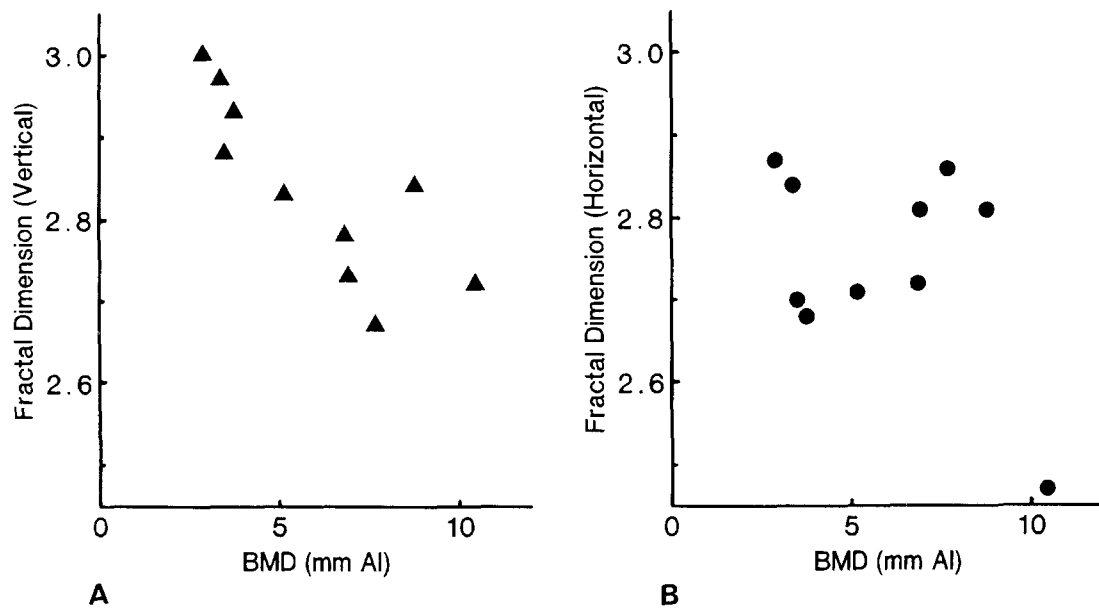 Fractal Dimension (Vertical)
3.0
2.8
2.6
0
5
10
BMD (mm Al)
A
Fractal Dimension (Horizontal)
3.0
2.8
2.6
0
5
10
BMD (mm Al)
B